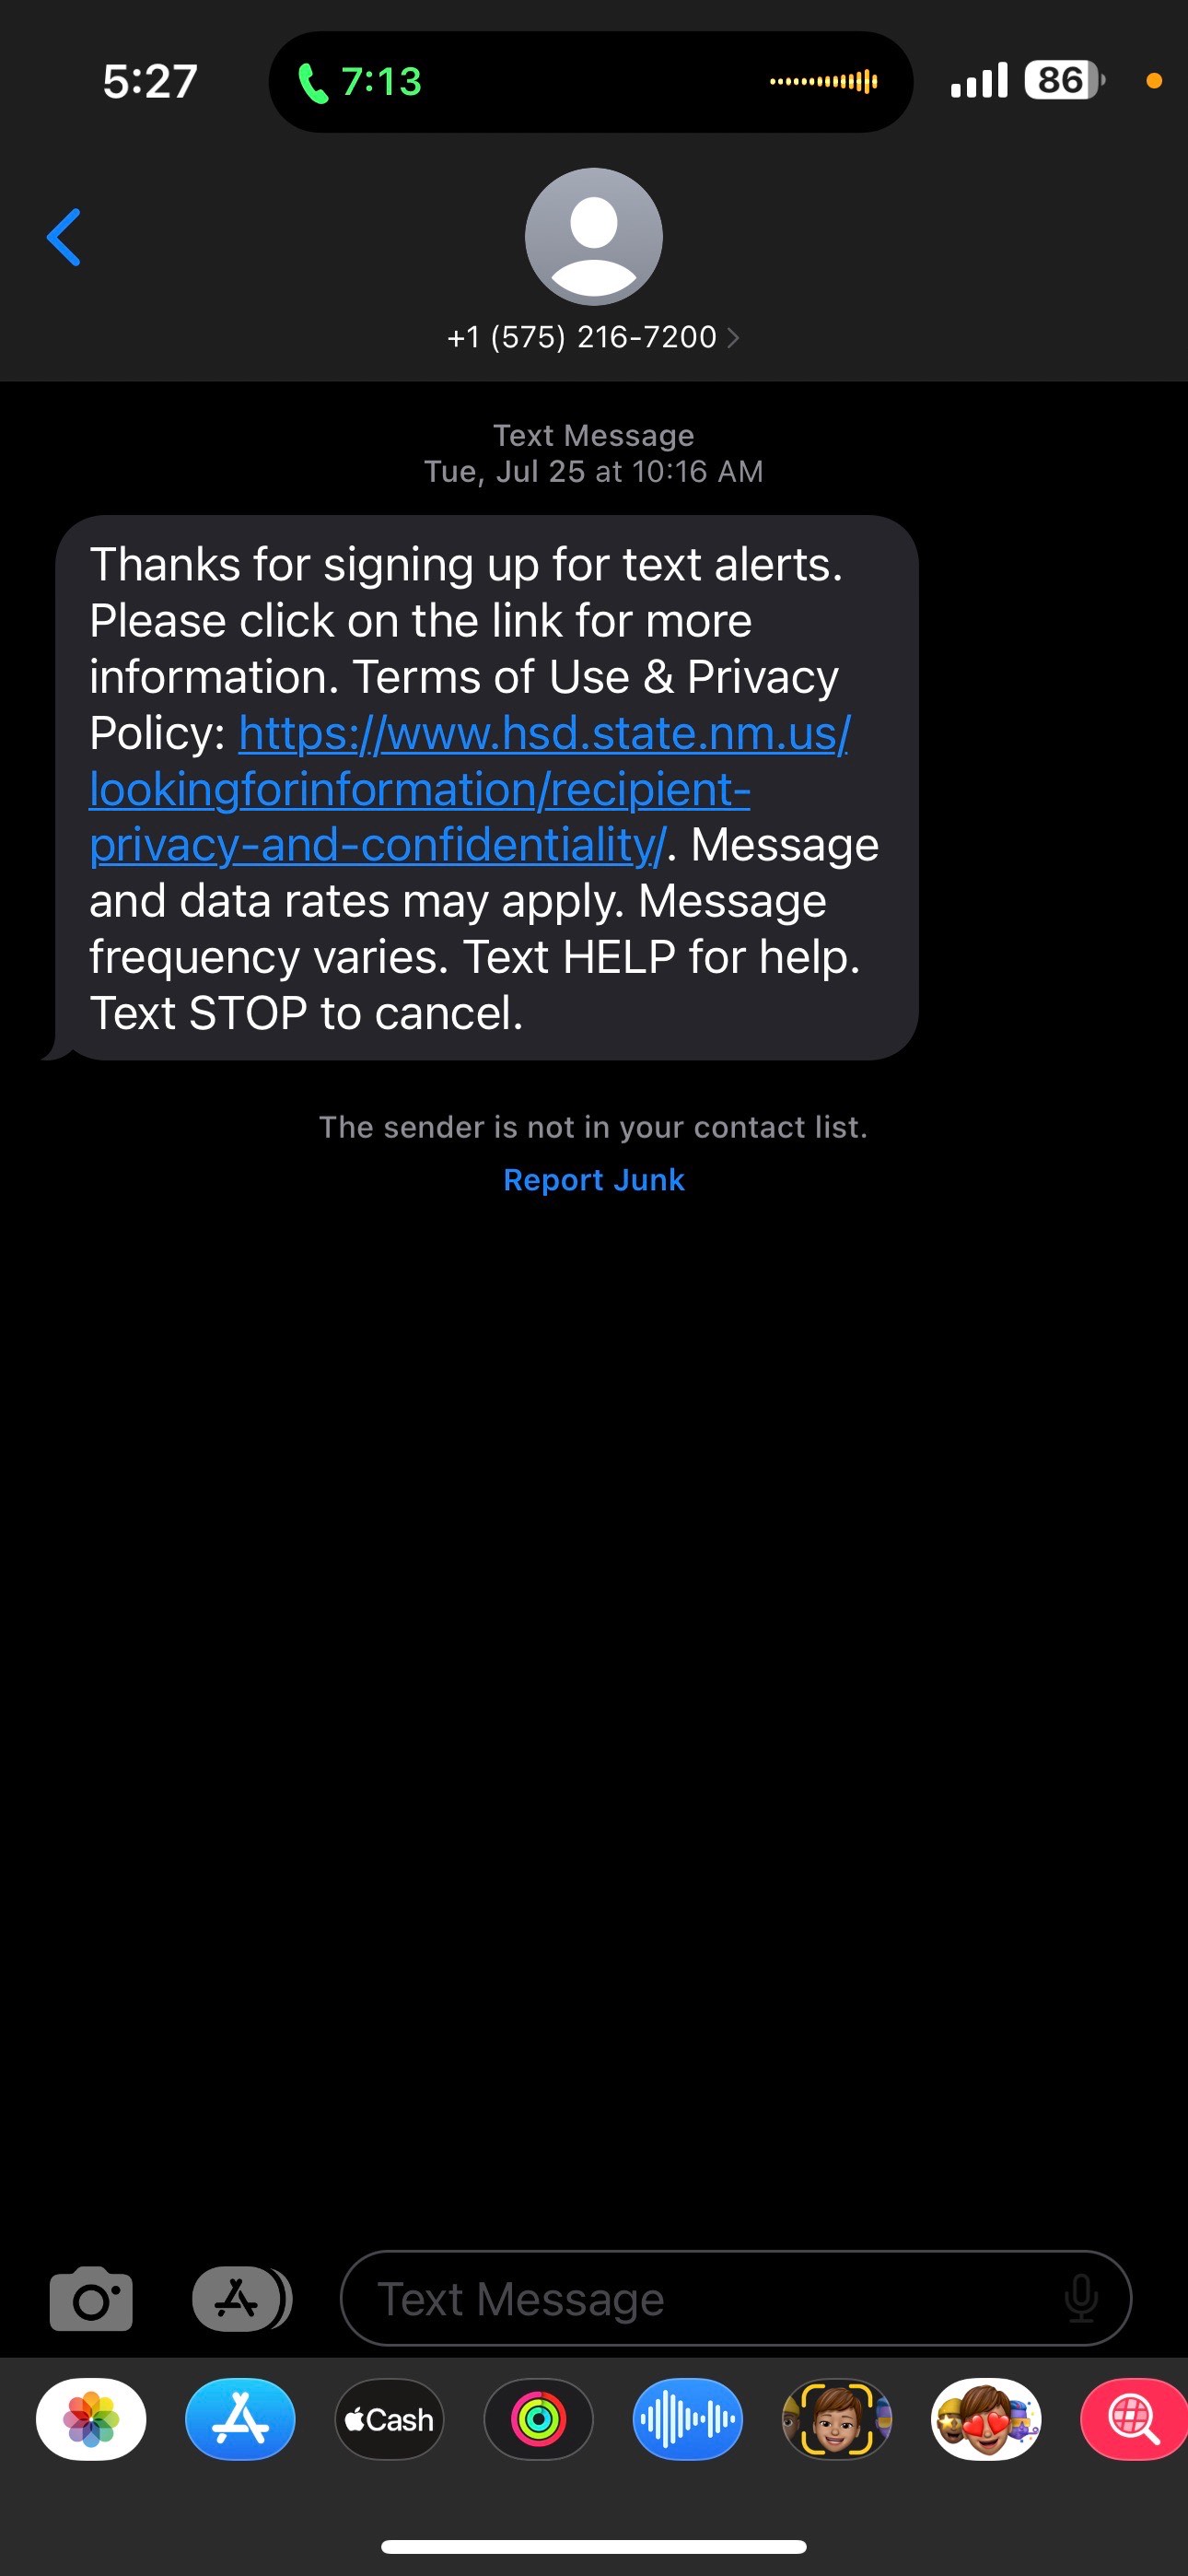 5:27
7:13
86
+1 (575) 216-7200
Text Message
Tue, Jul 25 at 10:16 AM
Thanks for signing up for text alerts.
Please click on the link for more
information. Terms of Use & Privacy
Policy: https://www.hsd.state.nm.us/
lookingforinformation/recipient-
privacy-and-confidentiality/. Message
and data rates may apply. Message
frequency varies. Text HELP for help.
Text STOP to cancel.
The sender is not in your contact list.
Report Junk
Text Message
Cash